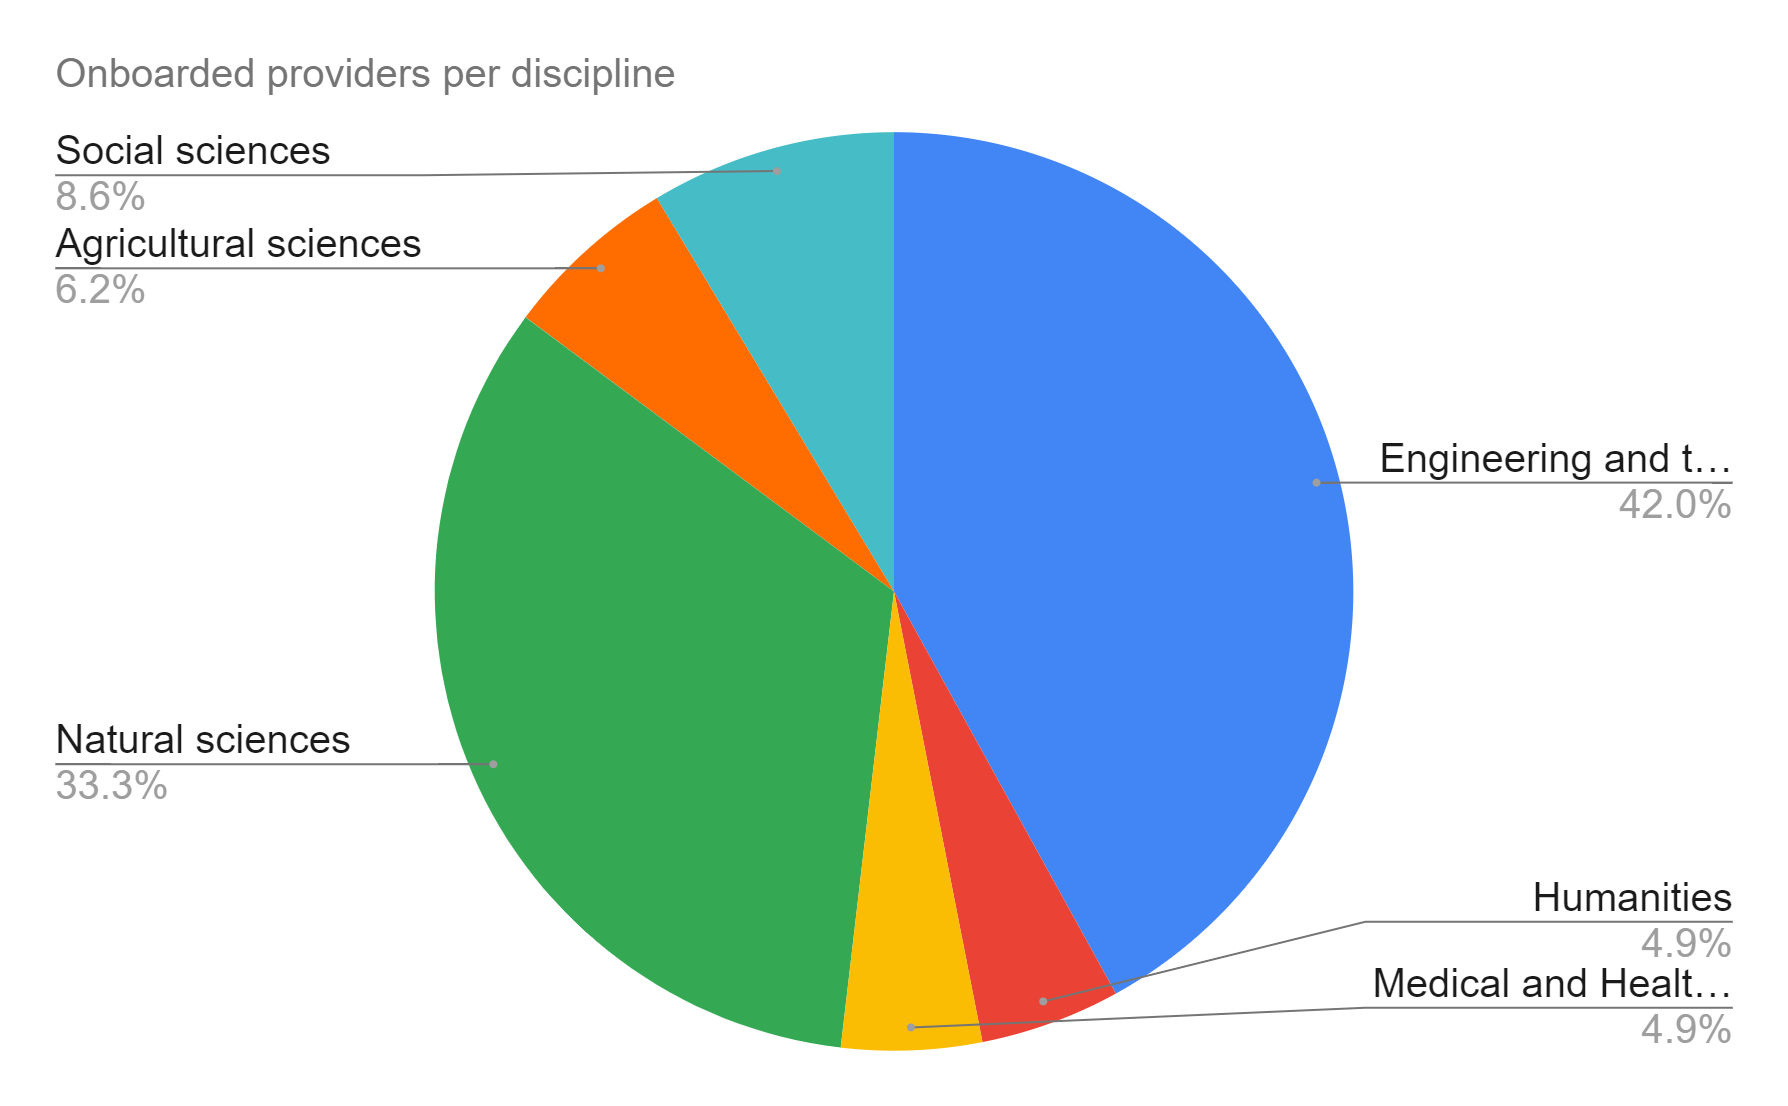 Onboarded providers per discipline
Social sciences
8.6%
Agricultural sciences
6.2%
Natural sciences
33.3%
Engineering and t…
42.0%
Humanities
4.9%
Medical and Healt…
4.9%